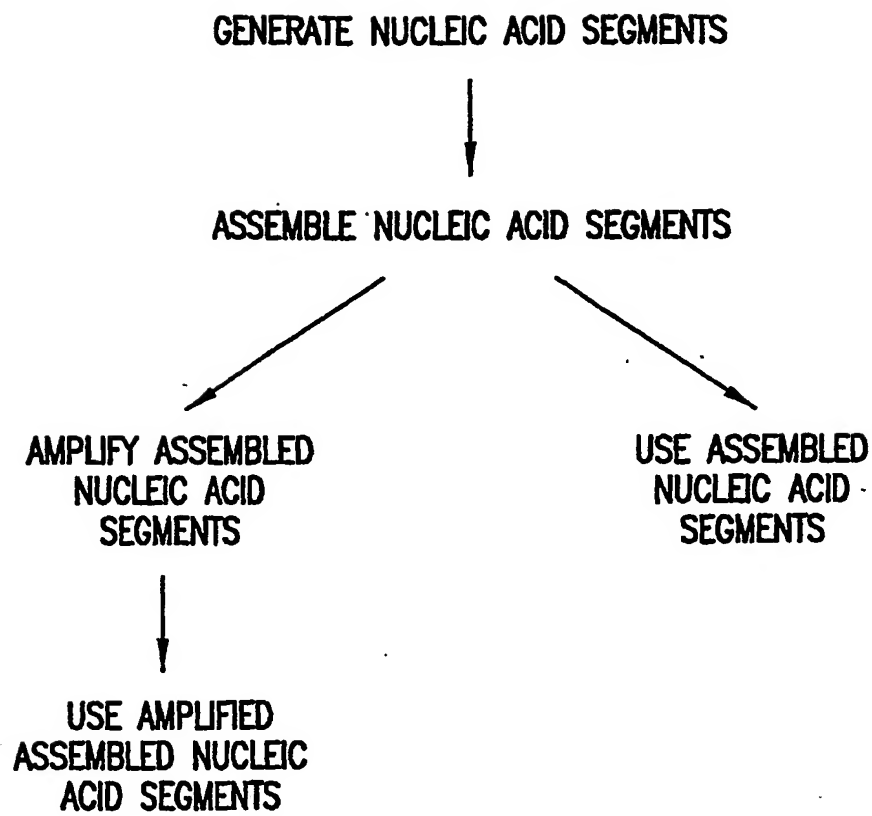 GENERATE NUCLEIC ACID SEGMENTS
ASSEMBLE NUCLEIC ACID SEGMENTS
AMPLIFY ASSEMBLED
NUCLEIC ACID
SEGMENTS
USE ASSEMBLED
NUCLEIC ACID
SEGMENTS
USE AMPLIFIED
ASSEMBLED NUCLEIC
ACID SEGMENTS